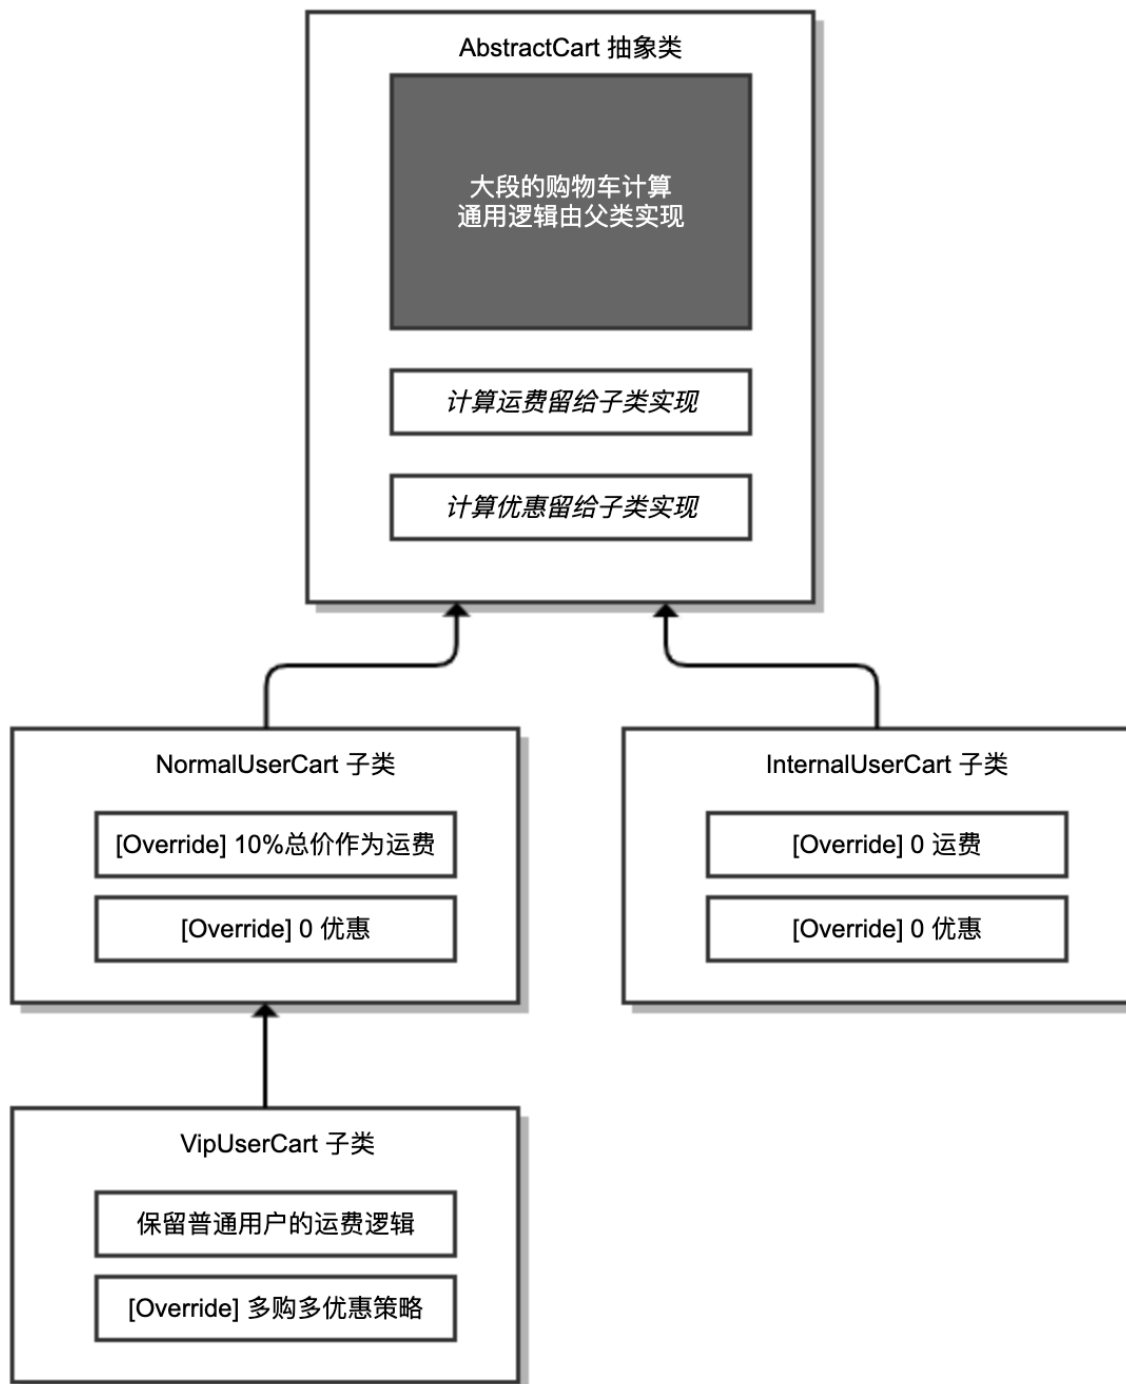 AbstractCart 抽象类
大段的购物车计算
通用逻辑由父类实现
计算运费留给子类实现
计算优惠留给子类实现
NormalUserCart 子类
[Override] 10%总价作为运费
[Override] 0 优惠
InternalUserCart 子类
[Override] 0 运费
[Override] 0 优惠
VipUserCart 子类
保留普通用户的运费逻辑
[Override] 多购多优惠策略